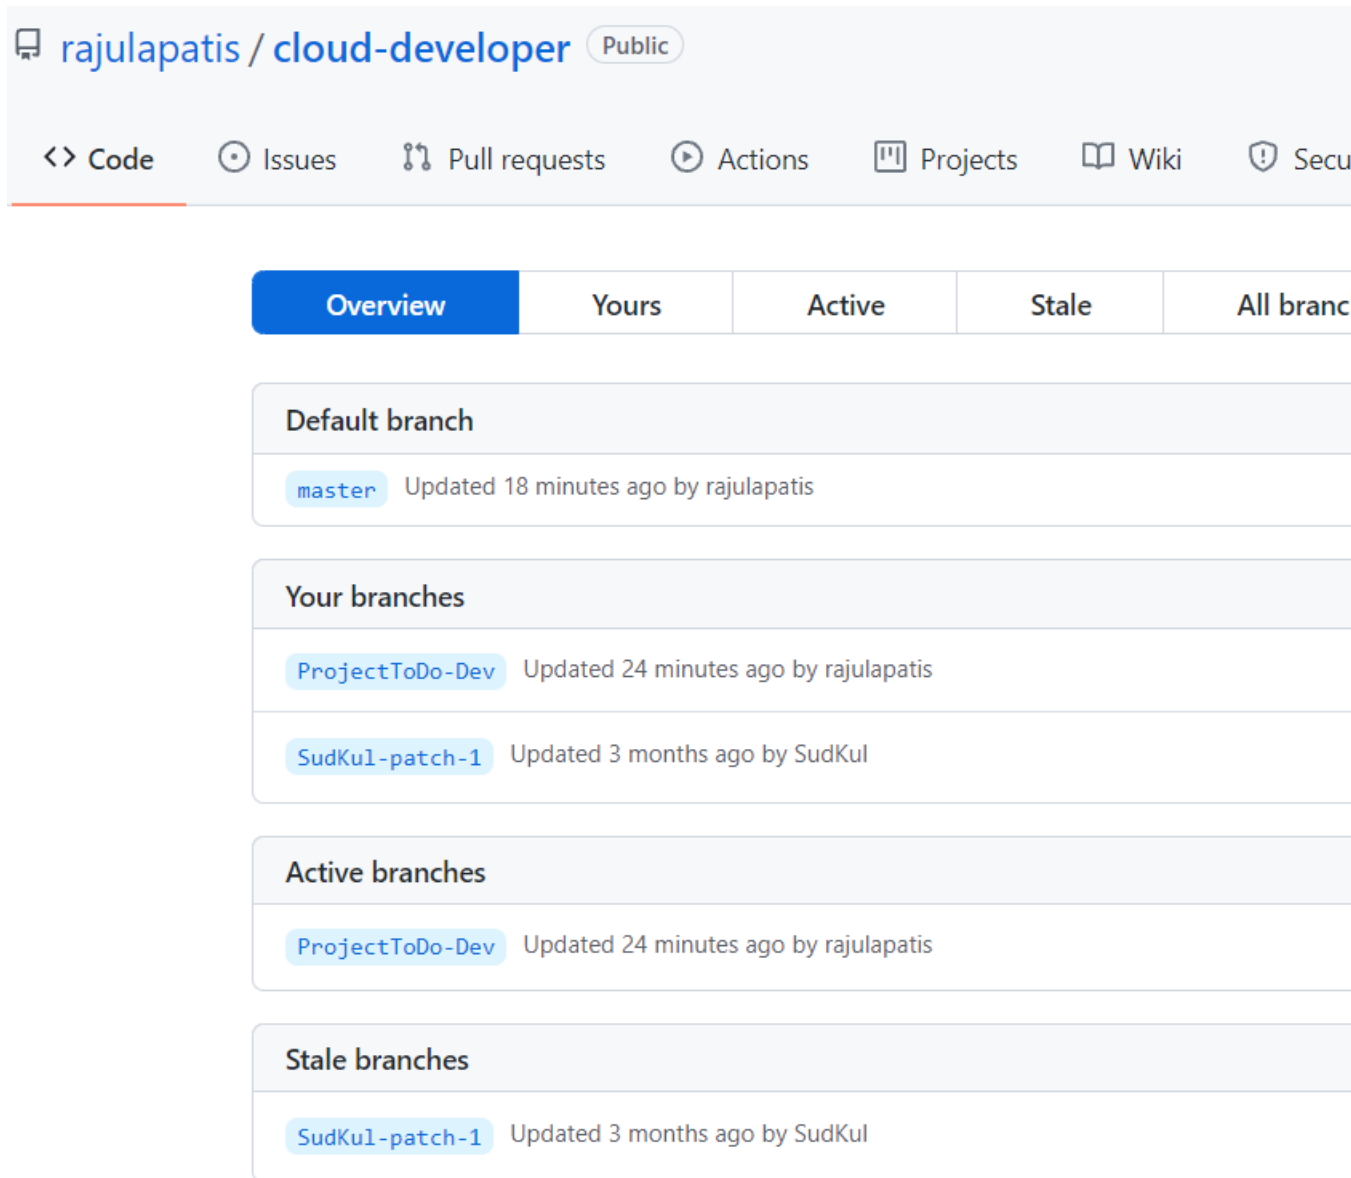 rajulapatis / cloud-developer Public
Code Issues Pull requests Actions Projects Wiki Secu
Overview Yours Active Stale All branc
Default branch
master Updated 18 minutes ago by rajulapatis
Your branches
ProjectToDo-Dev Updated 24 minutes ago by rajulapatis
SudKul-patch-1 Updated 3 months ago by SudKul
Active branches
ProjectToDo-Dev Updated 24 minutes ago by rajulapatis
Stale branches
SudKul-patch-1 Updated 3 months ago by SudKul